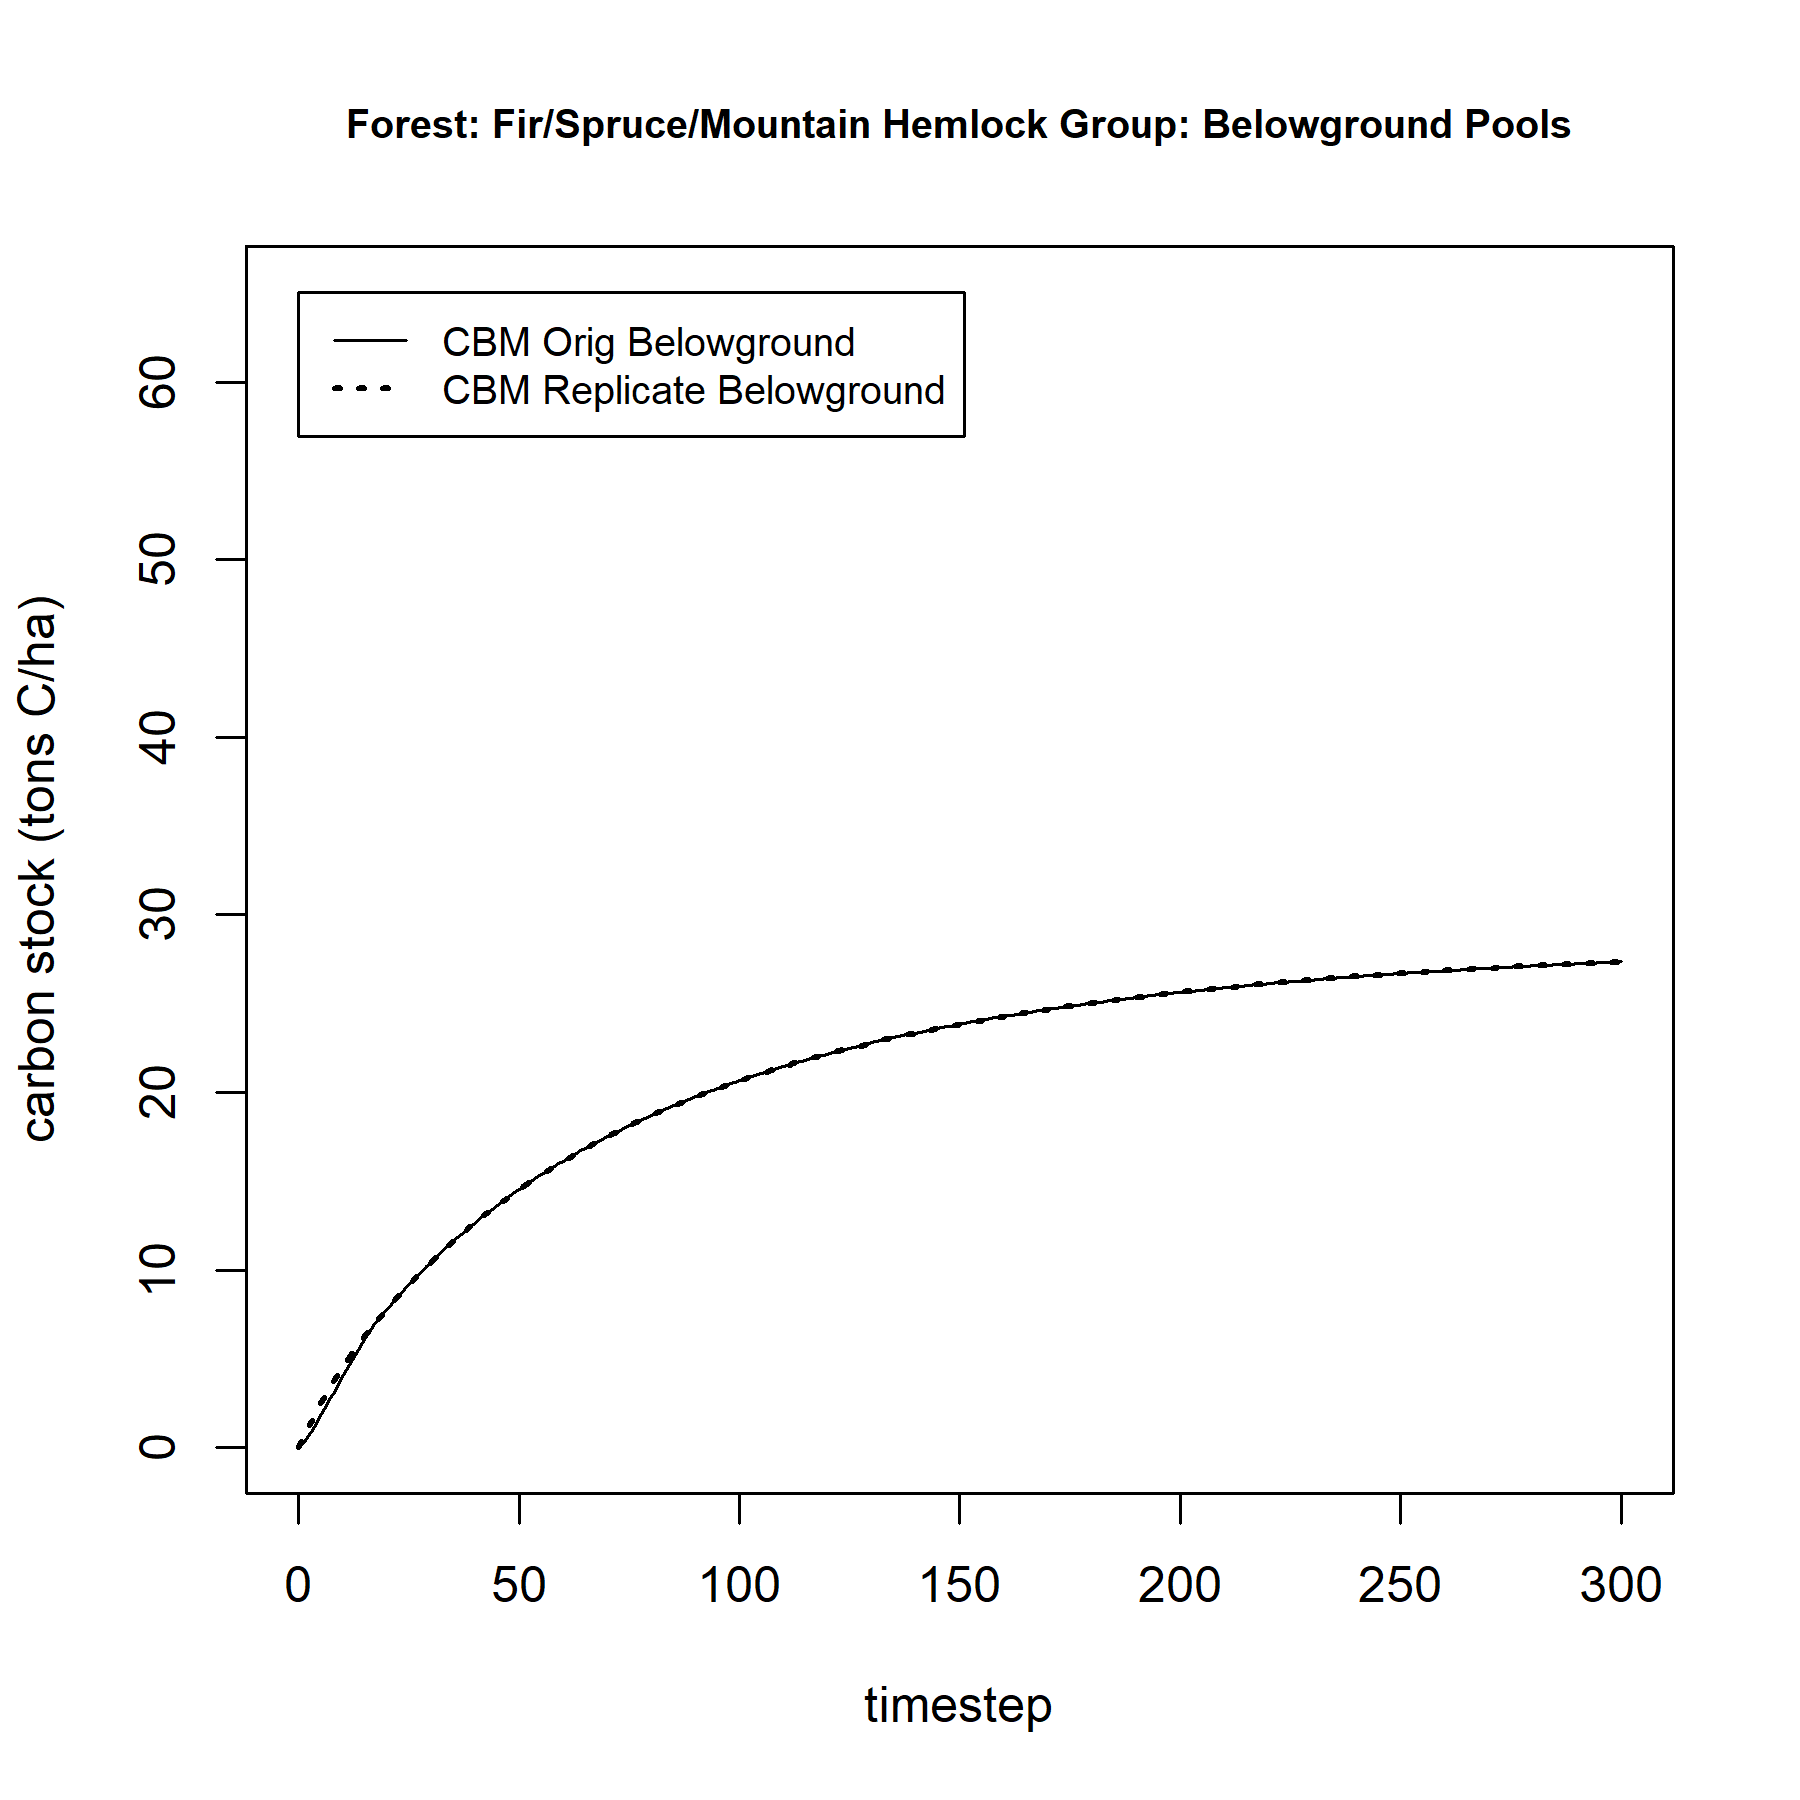 Forest: Fir/Spruce/Mountain Hemlock Group: Belowground Pools
CBM Orig Belowground
CBM Replicate Belowground
carbon stock (tons C/ha)
60
50
40
30
20
10
0
0 50 100 150 200 250 300
timestep